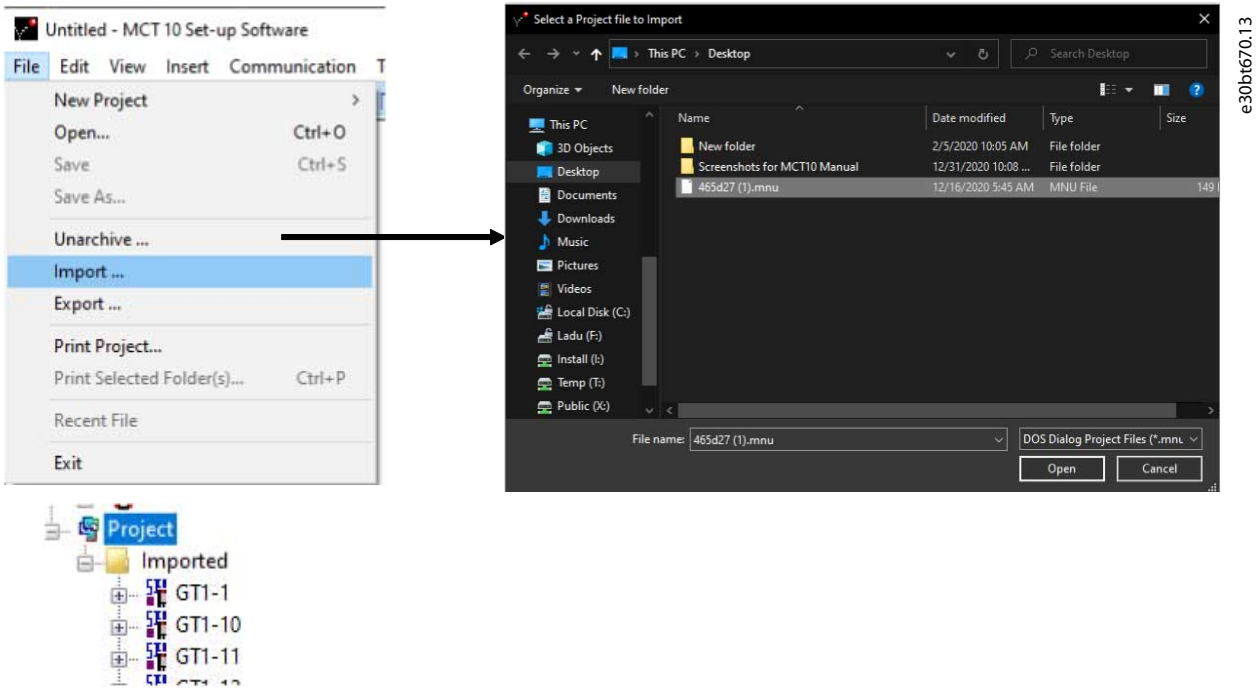 Untitled - MCT 10 Set-up Software
File Edit View Insert Communication T
New Project >
Open... Ctrl+O
Save Ctrl+S
Save As...
Unarchive ...
Import ...
Export ...
Print Project...
Print Selected Folder(s)... Ctrl+P
Recent File
Exit
Select a Project file to Import
This PC > Desktop
Search Desktop
Organize New folder
This PC
3D Objects
Desktop
Documents
Downloads
Music
Pictures
Videos
Local Disk (C:)
Ladu (F:)
Install (I:)
Temp (T:)
Public (X:)
Name Date modified Type Size
New folder 2/5/2020 10:05 AM File folder
Screenshots for MCT10 Manual 12/31/2020 10:08 ... File folder
465d27 (1).mnu 12/16/2020 5:45 AM MNU File 149
File name: 465d27 (1).mnu DOS Dialog Project Files (*.mnu
Open Cancel
e30bt670.13
Project
Imported
GT1-1
GT1-10
GT1-11